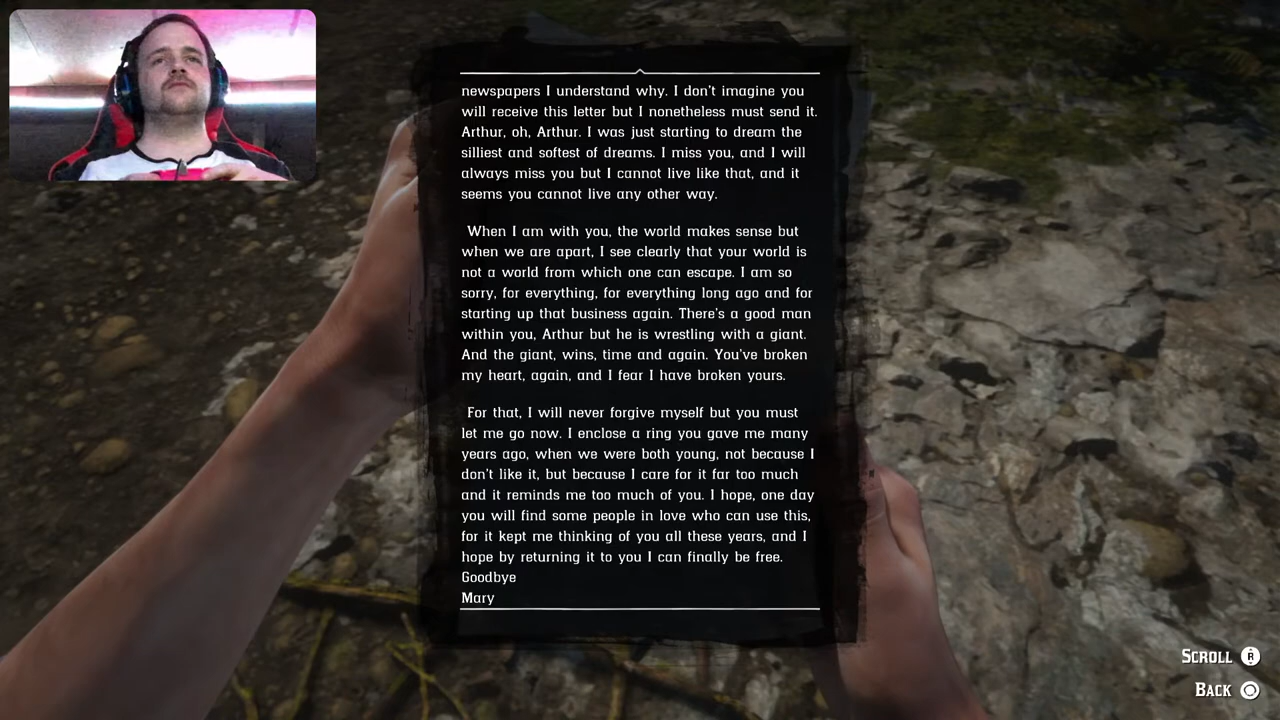 newspapers I understand why. I don't imagine you
will receive this letter but I nonetheless must send it.
Arthur, oh, Arthur. I was just starting to dream the
silliest and softest of dreams. I miss you, and I will
always miss you but I cannot live like that, and it
seems you cannot live any other way.
When I am with you, the world makes sense but
when we are apart, I see clearly that your world is
not a world from which one can escape. I am so
sorry, for everything, for everything long ago and for
starting up that business again. There's a good man
within you, Arthur but he is wrestling with a giant.
And the giant, wins, time and again. You've broken
my heart, again, and I fear I have broken yours.
For that, I will never forgive myself but you must
let me go now. I enclose a ring you gave me many
years ago, when we were both young, not because I
don't like it, but because I care for it far too much
and it reminds me too much of you. I hope, one day
you will find some people in love who can use this,
for it kept me thinking of you all these years, and I
hope by returning it to you I can finally be free.
Goodbye
Mary
SCROLL R
BACK